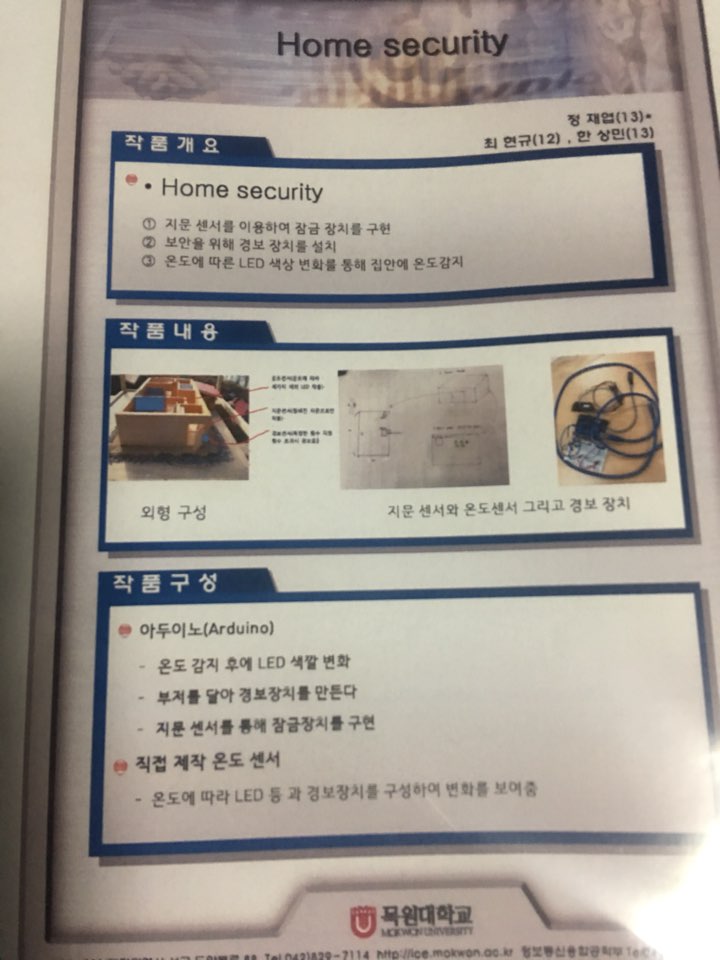 Home security
정 재업(13)*
최 현규(12) , 한 상민(13)
작품개요
• Home security
① 지문 센서를 이용하여 잠금 장치를 구현
② 보안을 위해 경보 장치를 설치
③ 온도에 따른 LED 색상 변화를 통해 집안에 온도감지
작품내용
외형 구성
지문 센서와 온도센서 그리고 경보 장치
작품구성
아두이노(Arduino)
- 온도 감지 후에 LED 색깔 변화
- 부저를 달아 경보장치를 만든다
- 지문 센서를 통해 잠금장치를 구현
직접 제작 온도 센서
- 온도에 따라 LED 등 과 경보장치를 구성하여 변화를 보여줌
목원대학교
MOKWON UNIVERSITY
88 Tel 042)829-7114 http://ice.mokwon.ac.kr 정보통신융합공학부